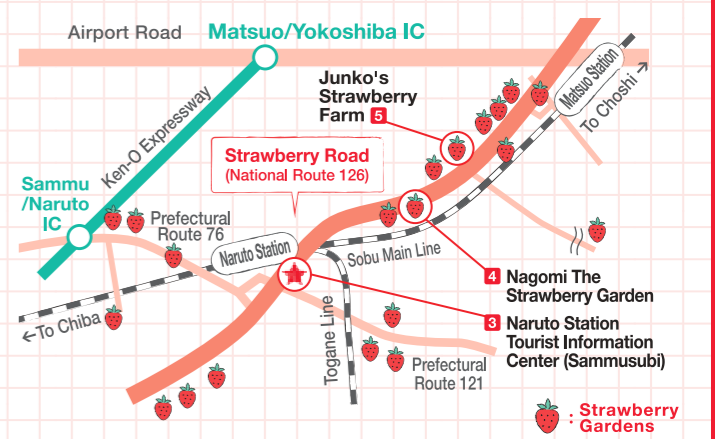 Airport Road
Matsuo/Yokoshiba IC
Junko's
Strawberry
Farm 5
Matsuo Station
To Choshi
Ken-O Expressway
Strawberry Road
(National Route 126)
Sammu
/Naruto
IC
Prefectural
Route 76
Naruto Station
Sobu Main Line
4 Nagomi The
Strawberry Garden
←To Chiba
Togane Line
3 Naruto Station
Tourist Information
Center (Sammusubi)
Prefectural
Route 121
: Strawberry
Gardens